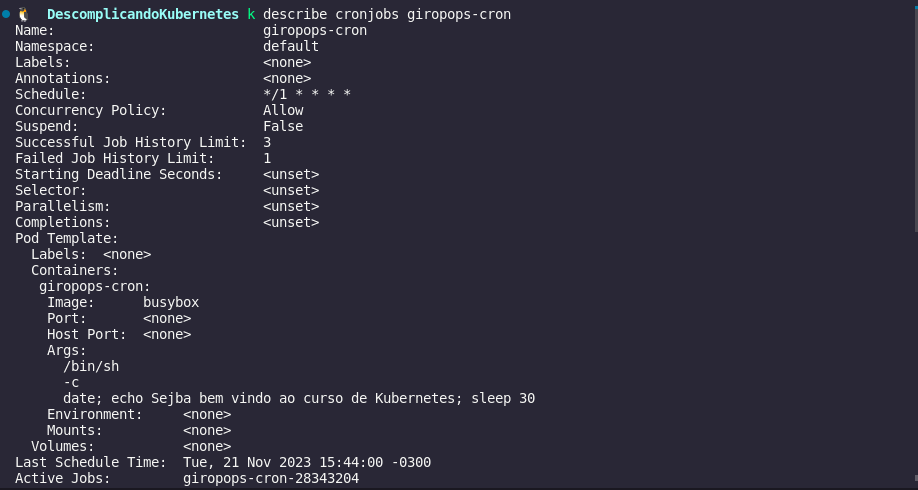 DescomplicandoKubernetes k describe cronjobs giropops-cron
Name: giropops-cron
Namespace: default
Labels: <none>
Annotations: <none>
Schedule: */1 * * * *
Concurrency Policy: Allow
Suspend: False
Successful Job History Limit: 3
Failed Job History Limit: 1
Starting Deadline Seconds: <unset>
Selector: <unset>
Parallelism: <unset>
Completions: <unset>
Pod Template:
Labels: <none>
Containers:
giropops-cron:
Image: busybox
Port: <none>
Host Port: <none>
Args:
/bin/sh
-c
date; echo Sejba bem vindo ao curso de Kubernetes; sleep 30
Environment: <none>
Mounts: <none>
Volumes: <none>
Last Schedule Time: Tue, 21 Nov 2023 15:44:00 -0300
Active Jobs: giropops-cron-28343204